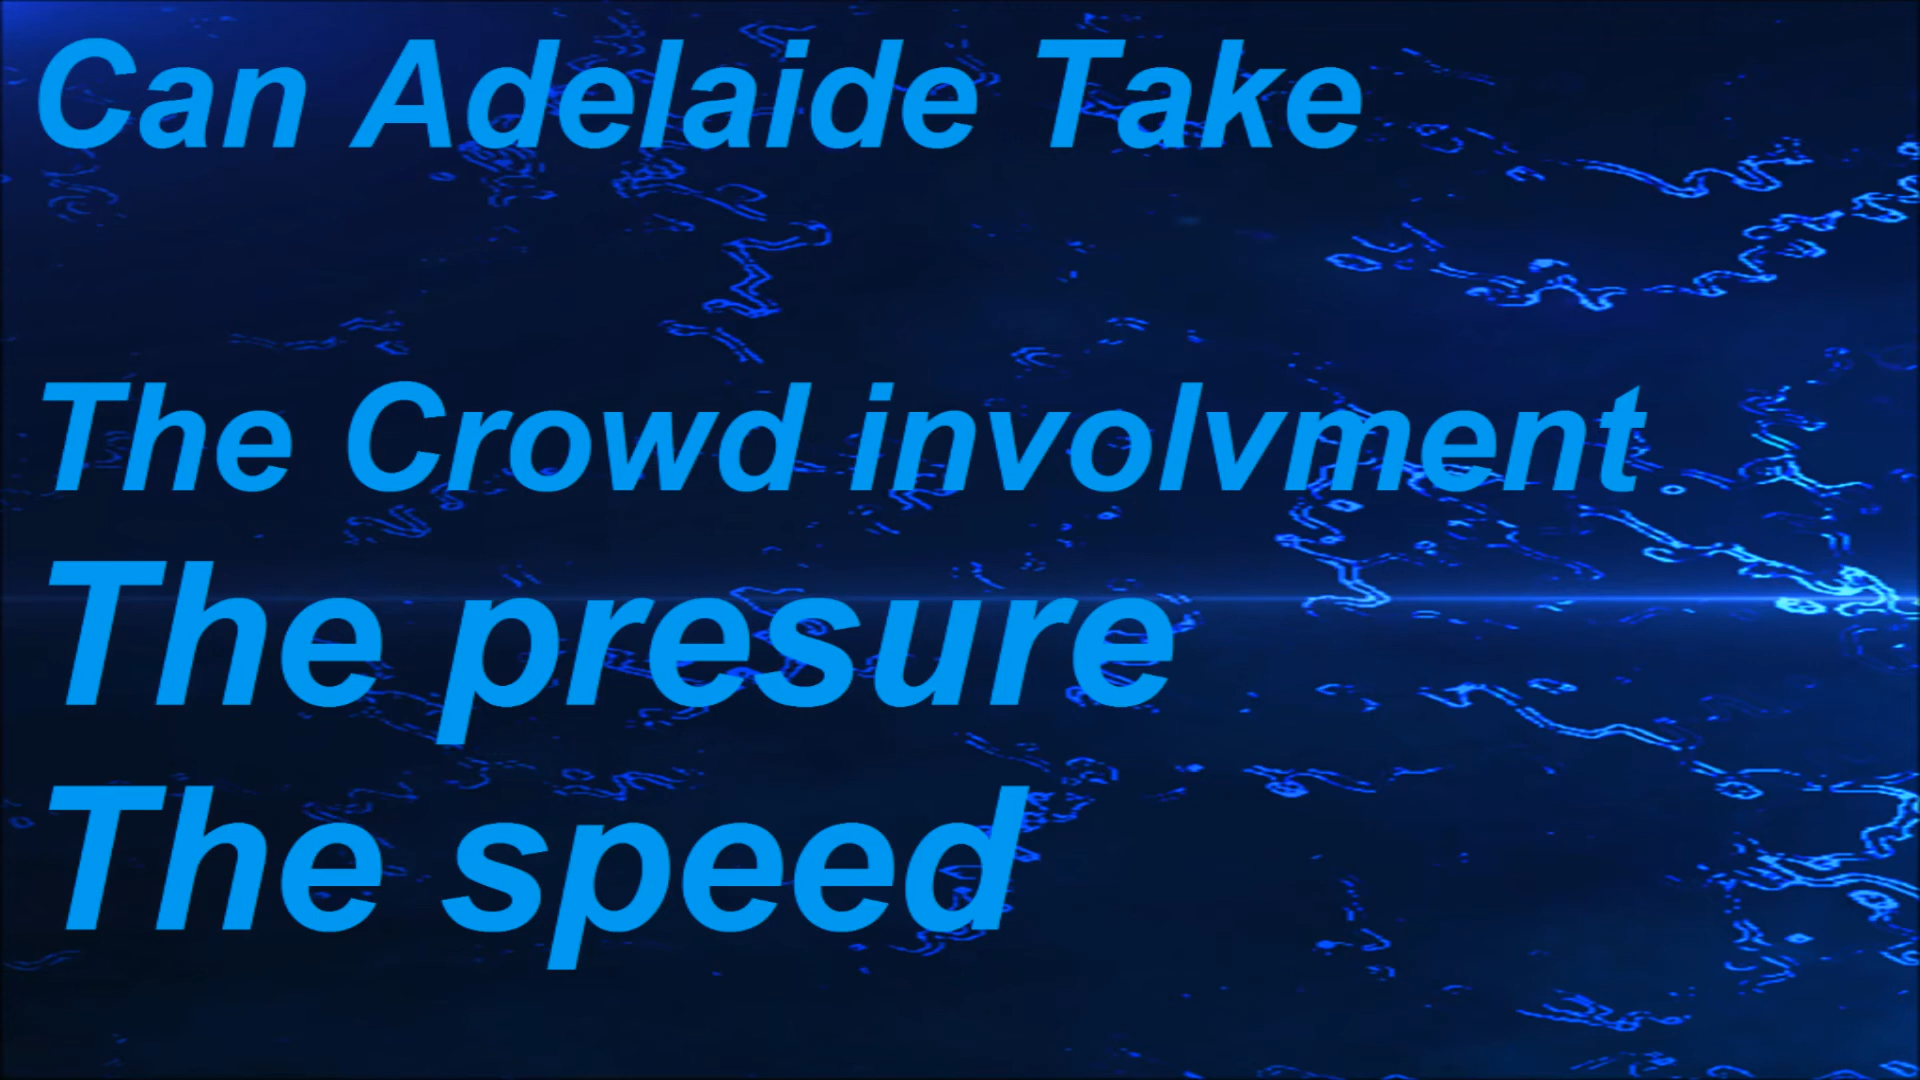 Can Adelaide Take
The Crowd involvment
The presure
The speed